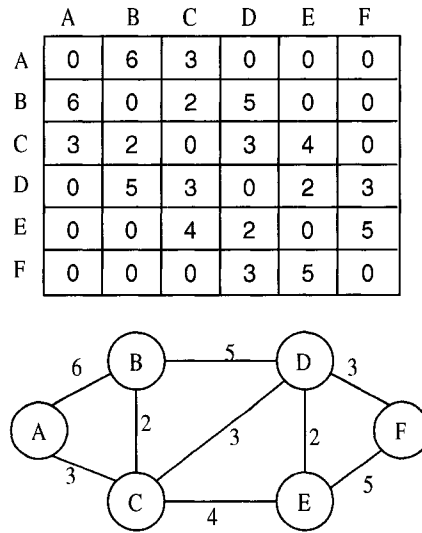 A B C D E F
A 0 6 3 0 0 0
B 6 0 2 5 0 0
C 3 2 0 3 4 0
D 0 5 3 0 2 3
E 0 0 4 2 0 5
F 0 0 0 3 5 0
B 5 D
6 3
A 2 3 2 F
3 5
C 4 E